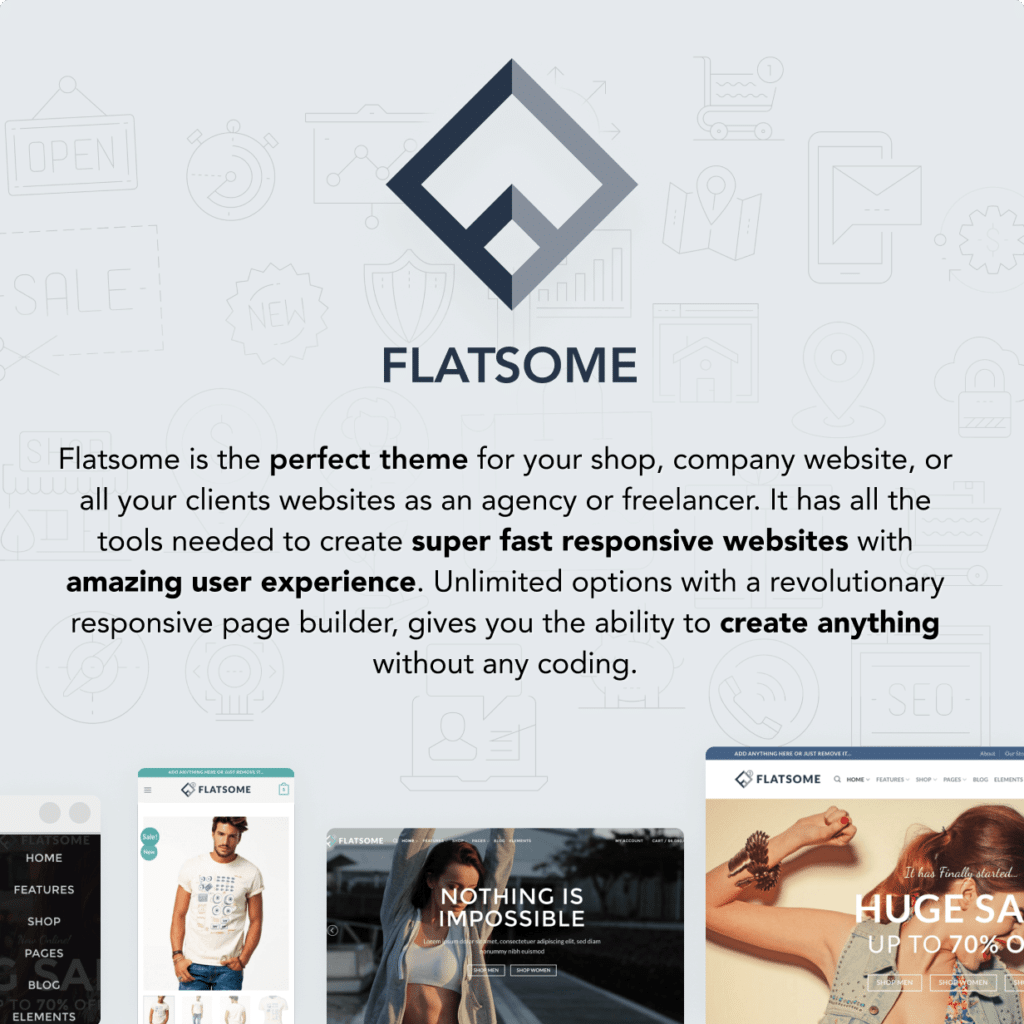 OPEN
SALE
NEW
FLATSOME
SHOP
Flatsome is the perfect theme for your shop, company website, or
all your clients websites as an agency or freelancer. It has all the
tools needed to create super fast responsive websites with
amazing user experience. Unlimited options with a revolutionary
responsive page builder, gives you the ability to create anything
without any coding.
SEO
FLATSOME
HOME
FEATURES
SHOP
PAGES
BLOG
ELEMENTS
UP TO 70% OFF
ADD ANYTHING HERE OR JUST REMOVE IT...
FLATSOME
Sale!
New
FLATSOME HOME FEATURES SHOP PAGES BLOG ELEMENTS MY ACCOUNT CART /
NOTHING IS
IMPOSSIBLE
Lorem ipsum dolor sit amet, consectetuer adipiscing elit, sed diam
nonummy nibh euismod
SHOP MEN SHOP WOMEN
ADD ANYTHING HERE OR JUST REMOVE IT... About Our Sto
FLATSOME HOME FEATURES SHOP PAGES BLOG ELEMENTS
It has Finally started...
HUGE SA
UP TO 70% O
SHOP MEN SHOP WOMEN SH